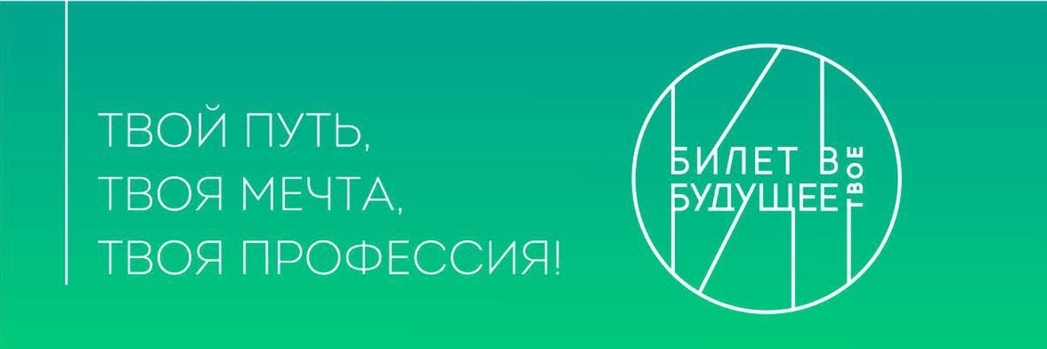 ТВОЙ ПУТЬ,
ТВОЯ МЕЧТА,
ТВОЯ ПРОФЕССИЯ!
БИЛЕТ В
БУДУЩЕЕ
ТВОЕ